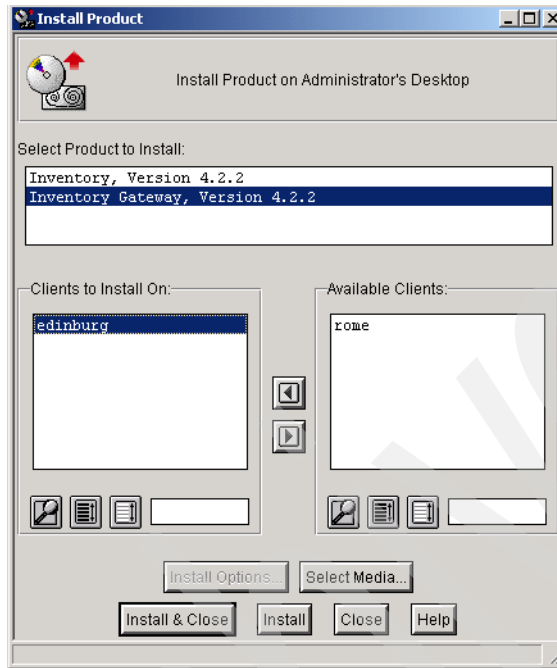 Install Product
Install Product on Administrator's Desktop
Select Product to Install:
Inventory, Version 4.2.2
Inventory Gateway, Version 4.2.2
Clients to Install On:
Available Clients:
edinburg
rome
Install Options...
Select Media...
Install & Close
Install
Close
Help